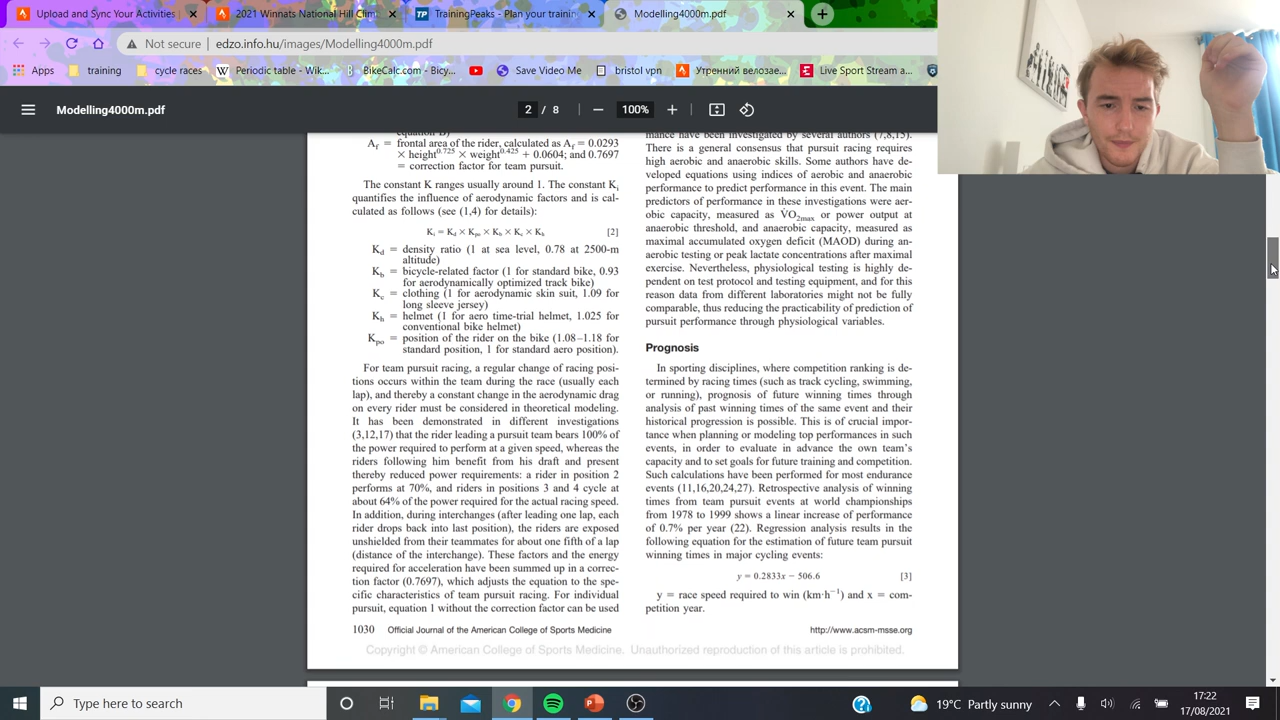 Upload and Sync Your Activities
2021 Winnats National Hill Clim
TP TrainingPeaks - Plan your trainin
Modelling4000m.pdf
Not secure | edzo.info.hu/images/Modelling4000m.pdf
Apps
training
cycle races
Periodic table - Wik...
BikeCalc.com - Bicy...
Save Video Me
bristol vpn
Утренний велозае...
Live Sport Stream a...
Modelling4000m.pdf
2 / 8
100%
equation B)
Af = frontal area of the rider, calculated as Af = 0.0293
× height0.725 × weight0.425 + 0.0604; and 0.7697
= correction factor for team pursuit.
The constant K ranges usually around 1. The constant Ki
quantifies the influence of aerodynamic factors and is cal-
culated as follows (see (1,4) for details):
Ki = Kd × Kpo × Kb × Kc × Kh [2]
Kd = density ratio (1 at sea level, 0.78 at 2500-m
altitude)
Kb = bicycle-related factor (1 for standard bike, 0.93
for aerodynamically optimized track bike)
Kc = clothing (1 for aerodynamic skin suit, 1.09 for
long sleeve jersey)
Kh = helmet (1 for aero time-trial helmet, 1.025 for
conventional bike helmet)
Kpo = position of the rider on the bike (1.08–1.18 for
standard position, 1 for standard aero position).
For team pursuit racing, a regular change of racing posi-
tions occurs within the team during the race (usually each
lap), and thereby a constant change in the aerodynamic drag
on every rider must be considered in theoretical modeling.
It has been demonstrated in different investigations
(3,12,17) that the rider leading a pursuit team bears 100% of
the power required to perform at a given speed, whereas the
riders following him benefit from his draft and present
thereby reduced power requirements: a rider in position 2
performs at 70%, and riders in positions 3 and 4 cycle at
about 64% of the power required for the actual racing speed.
In addition, during interchanges (after leading one lap, each
rider drops back into last position), the riders are exposed
unshielded from their teammates for about one fifth of a lap
(distance of the interchange). These factors and the energy
required for acceleration have been summed up in a correc-
tion factor (0.7697), which adjusts the equation to the spe-
cific characteristics of team pursuit racing. For individual
pursuit, equation 1 without the correction factor can be used
mance have been investigated by several authors (7,8,15).
There is a general consensus that pursuit racing requires
high aerobic and anaerobic skills. Some authors have de-
veloped equations using indices of aerobic and anaerobic
performance to predict performance in this event. The main
predictors of performance in these investigations were aer-
obic capacity, measured as V̇O2max or power output at
anaerobic threshold, and anaerobic capacity, measured as
maximal accumulated oxygen deficit (MAOD) during an-
aerobic testing or peak lactate concentrations after maximal
exercise. Nevertheless, physiological testing is highly de-
pendent on test protocol and testing equipment, and for this
reason data from different laboratories might not be fully
comparable, thus reducing the practicability of prediction of
pursuit performance through physiological variables.
Prognosis
In sporting disciplines, where competition ranking is de-
termined by racing times (such as track cycling, swimming,
or running), prognosis of future winning times through
analysis of past winning times of the same event and their
historical progression is possible. This is of crucial impor-
tance when planning or modeling top performances in such
events, in order to evaluate in advance the own team's
capacity and to set goals for future training and competition.
Such calculations have been performed for most endurance
events (11,16,20,24,27). Retrospective analysis of winning
times from team pursuit events at world championships
from 1978 to 1999 shows a linear increase of performance
of 0.7% per year (22). Regression analysis results in the
following equation for the estimation of future team pursuit
winning times in major cycling events:
y = 0.2833x − 506.6 [3]
y = race speed required to win (km·h−1) and x = com-
petition year.
1030 Official Journal of the American College of Sports Medicine
http://www.acsm-msse.org
Copyright © American College of Sports Medicine. Unauthorized reproduction of this article is prohibited.
Type here to search
19°C Partly sunny
17:22
17/08/2021